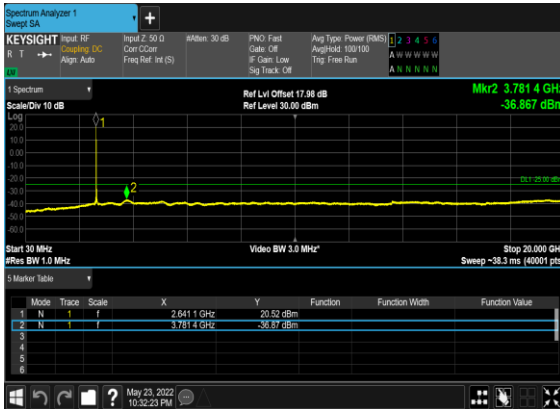 Spectrum Analyzer 1
Swept SA
+
KEYSIGHT Input: RF Input Z: 50 Ω #Atten: 30 dB PNO: Fast Avg Type: Power (RMS) 1 2 3 4 5 6
R T Coupling: DC Corr CCorr Gate: Off Avg|Hold: 100/100 A W W W W W
Align: Auto Freq Ref: Int (S) IF Gain: Low Trig: Free Run
LXI Sig Track: Off A N N N N N
1 Spectrum Ref Lvl Offset 17.98 dB Mkr2 3.781 4 GHz
Scale/Div 10 dB Ref Level 30.00 dBm -36.867 dBm
Log
20.0
10.0
0.00
-10.0
-20.0
-30.0
-40.0
-50.0
-60.0
1
2
DL1 -25.00 dBm
Start 30 MHz Video BW 3.0 MHz* Stop 20.000 GHz
#Res BW 1.0 MHz Sweep ~38.3 ms (40001 pts)
5 Marker Table
Mode Trace Scale X Y Function Function Width Function Value
1 N 1 f 2.641 1 GHz 20.52 dBm
2 N 1 f 3.781 4 GHz -36.87 dBm
3
4
5
6
? May 23, 2022
10:32:23 PM